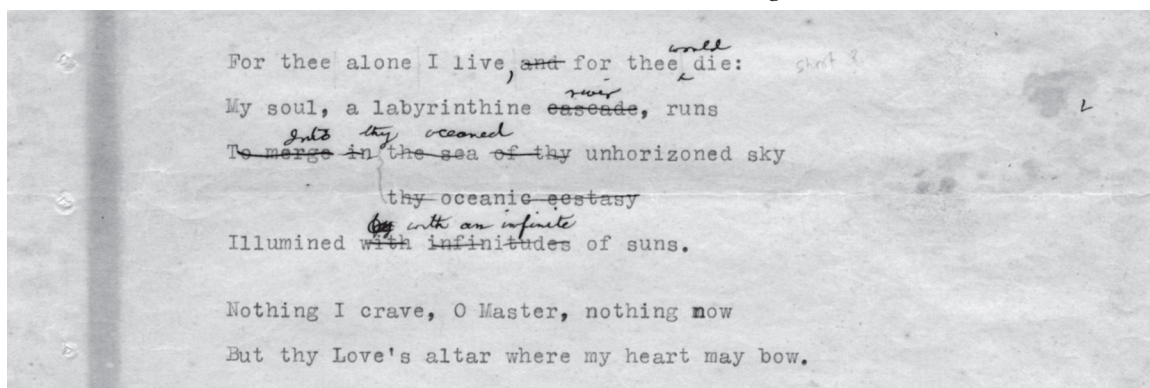 would
For thee alone I live, and for thee die:
short ?
river
My soul, a labyrinthine cascade, runs
Into thy oceaned
To merge in the sea of thy unhorizoned sky
thy oceanic ecstasy
with an infinite
Illumined with infinitudes of suns.
Nothing I crave, O Master, nothing now
But thy Love's altar where my heart may bow.